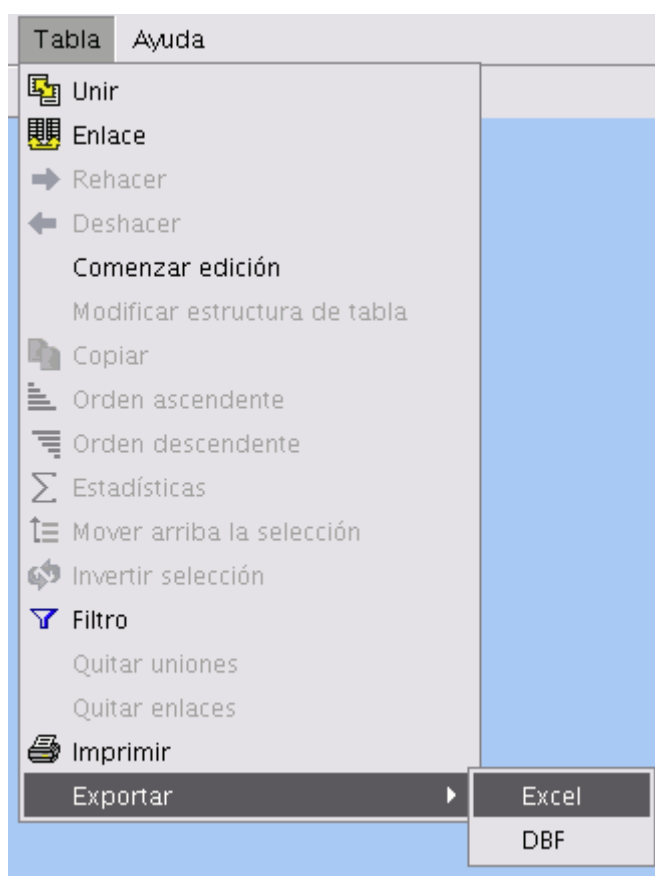 Tabla Ayuda
Unir
Enlace
Rehacer
Deshacer
Comenzar edición
Modificar estructura de tabla
Copiar
Orden ascendente
Orden descendente
Estadísticas
Mover arriba la selección
Invertir selección
Filtro
Quitar uniones
Quitar enlaces
Imprimir
Exportar
Excel
DBF